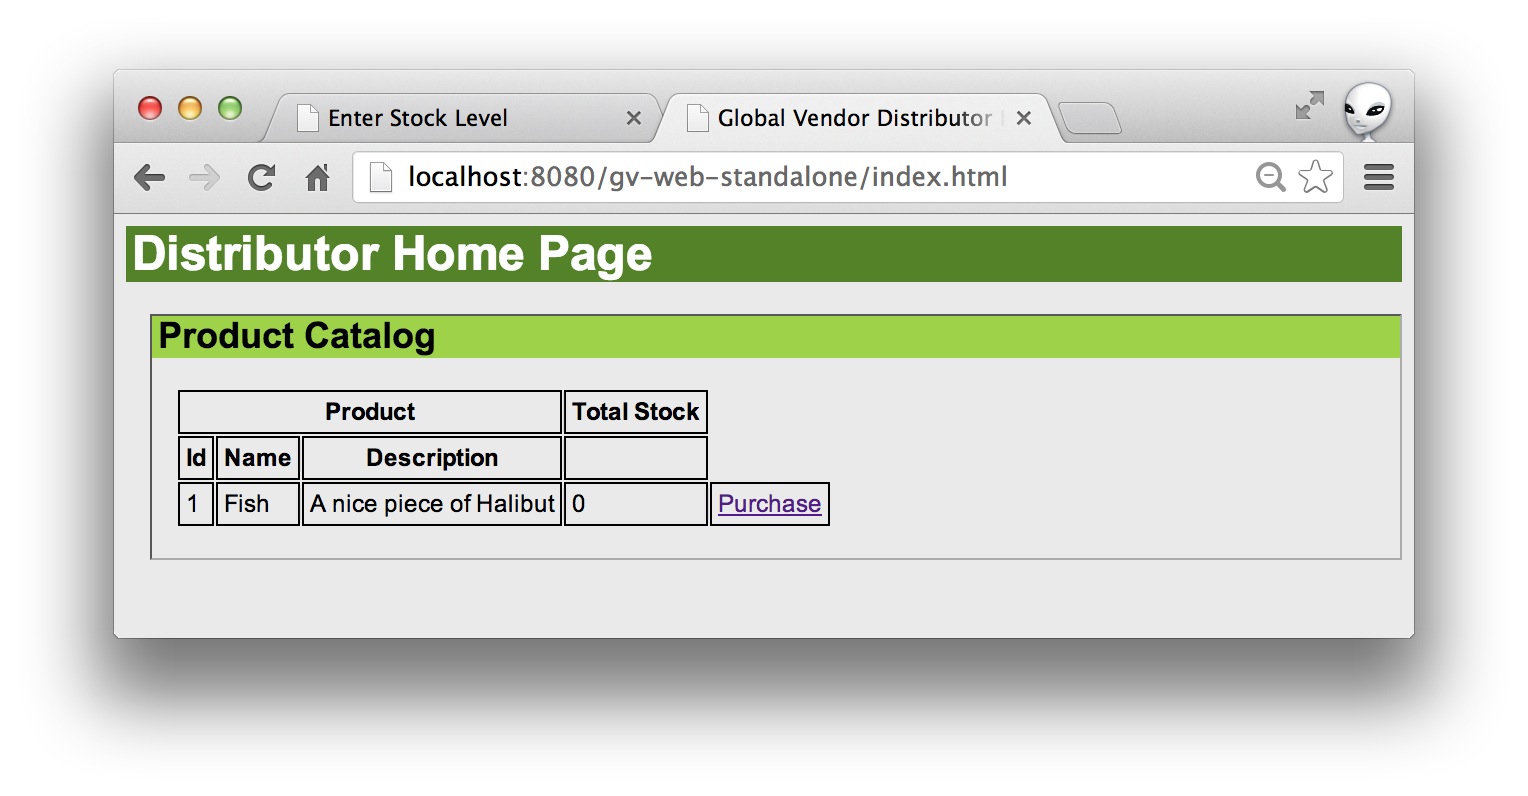 Enter Stock Level
Global Vendor Distributor
localhost:8080/gv-web-standalone/index.html
Distributor Home Page
Product Catalog
Product Total Stock
Id Name Description
1 Fish A nice piece of Halibut 0 Purchase